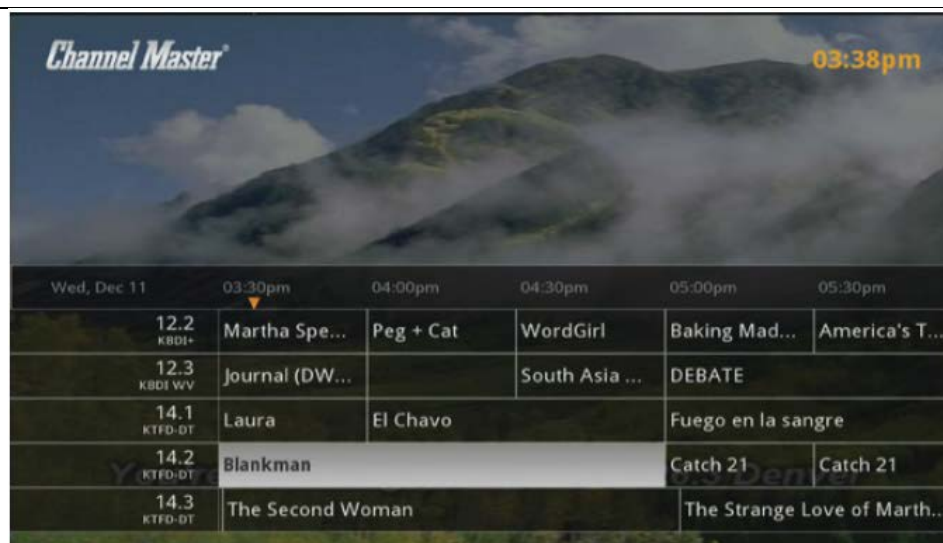 Channel Master®
03:38pm
Wed, Dec 11 03:30pm 04:00pm 04:30pm 05:00pm 05:30pm
12.2 KBDI+ Martha Spe... Peg + Cat WordGirl Baking Mad... America's T...
12.3 KBDI WV Journal (DW... South Asia ... DEBATE
14.1 KTFD-DT Laura El Chavo Fuego en la sangre
14.2 KTFD-DT Blankman Catch 21 Catch 21
14.3 KTFD-DT The Second Woman The Strange Love of Marth...
Denver